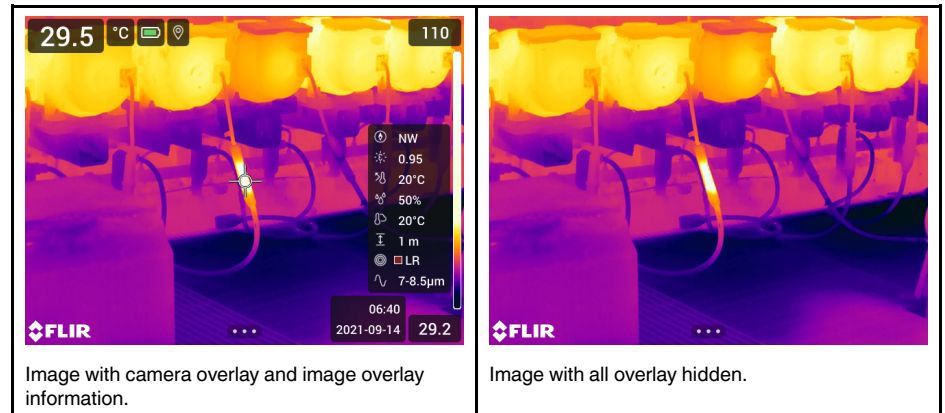 29.5 °C 110
NW
0.95
20°C
50%
20°C
1 m
LR
7-8.5µm
06:40
2021-09-14 29.2
FLIR
Image with camera overlay and image overlay
information.
FLIR
Image with all overlay hidden.